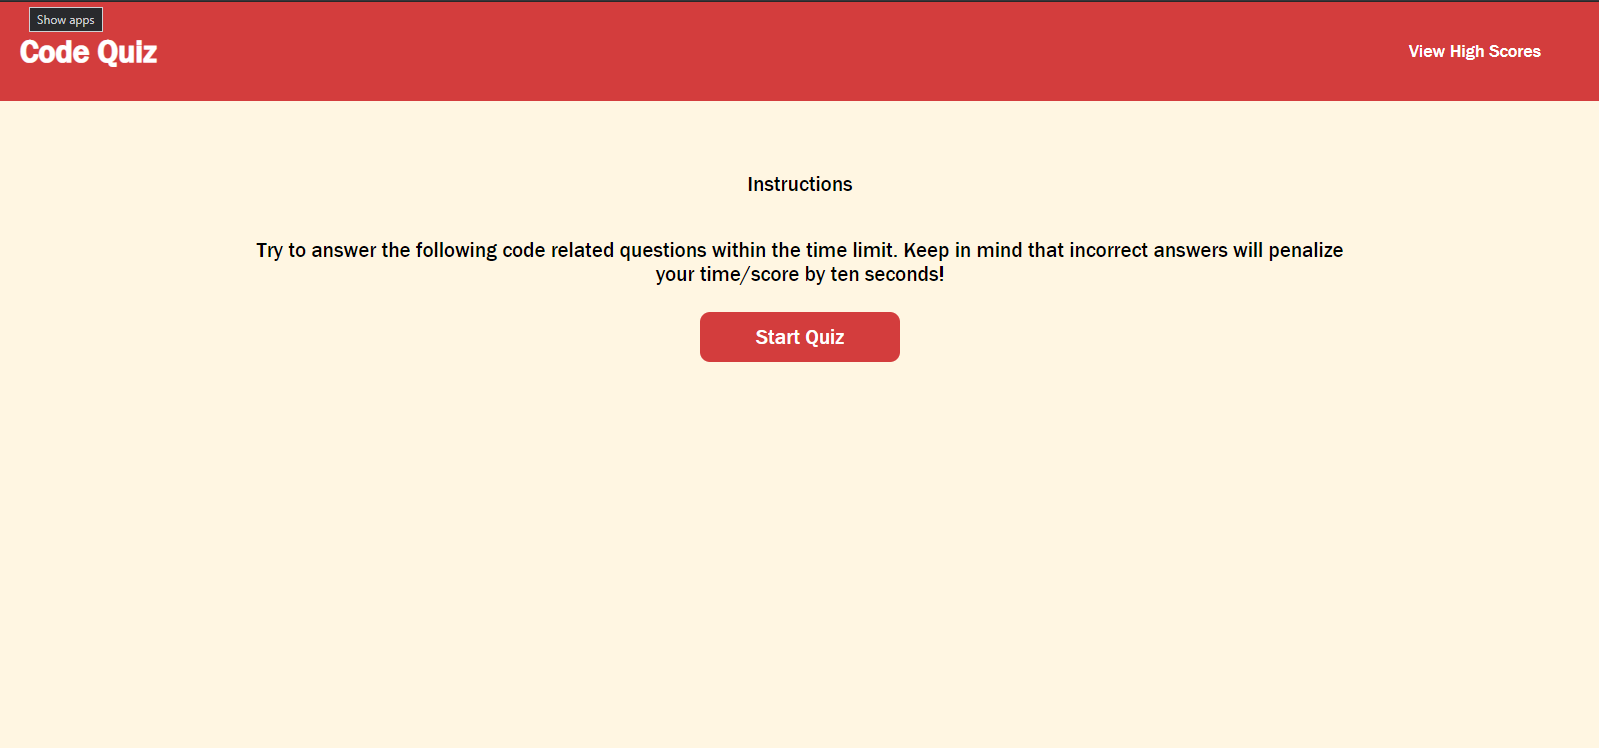 Show apps
Code Quiz
View High Scores
Instructions
Try to answer the following code related questions within the time limit. Keep in mind that incorrect answers will penalize
your time/score by ten seconds!
Start Quiz